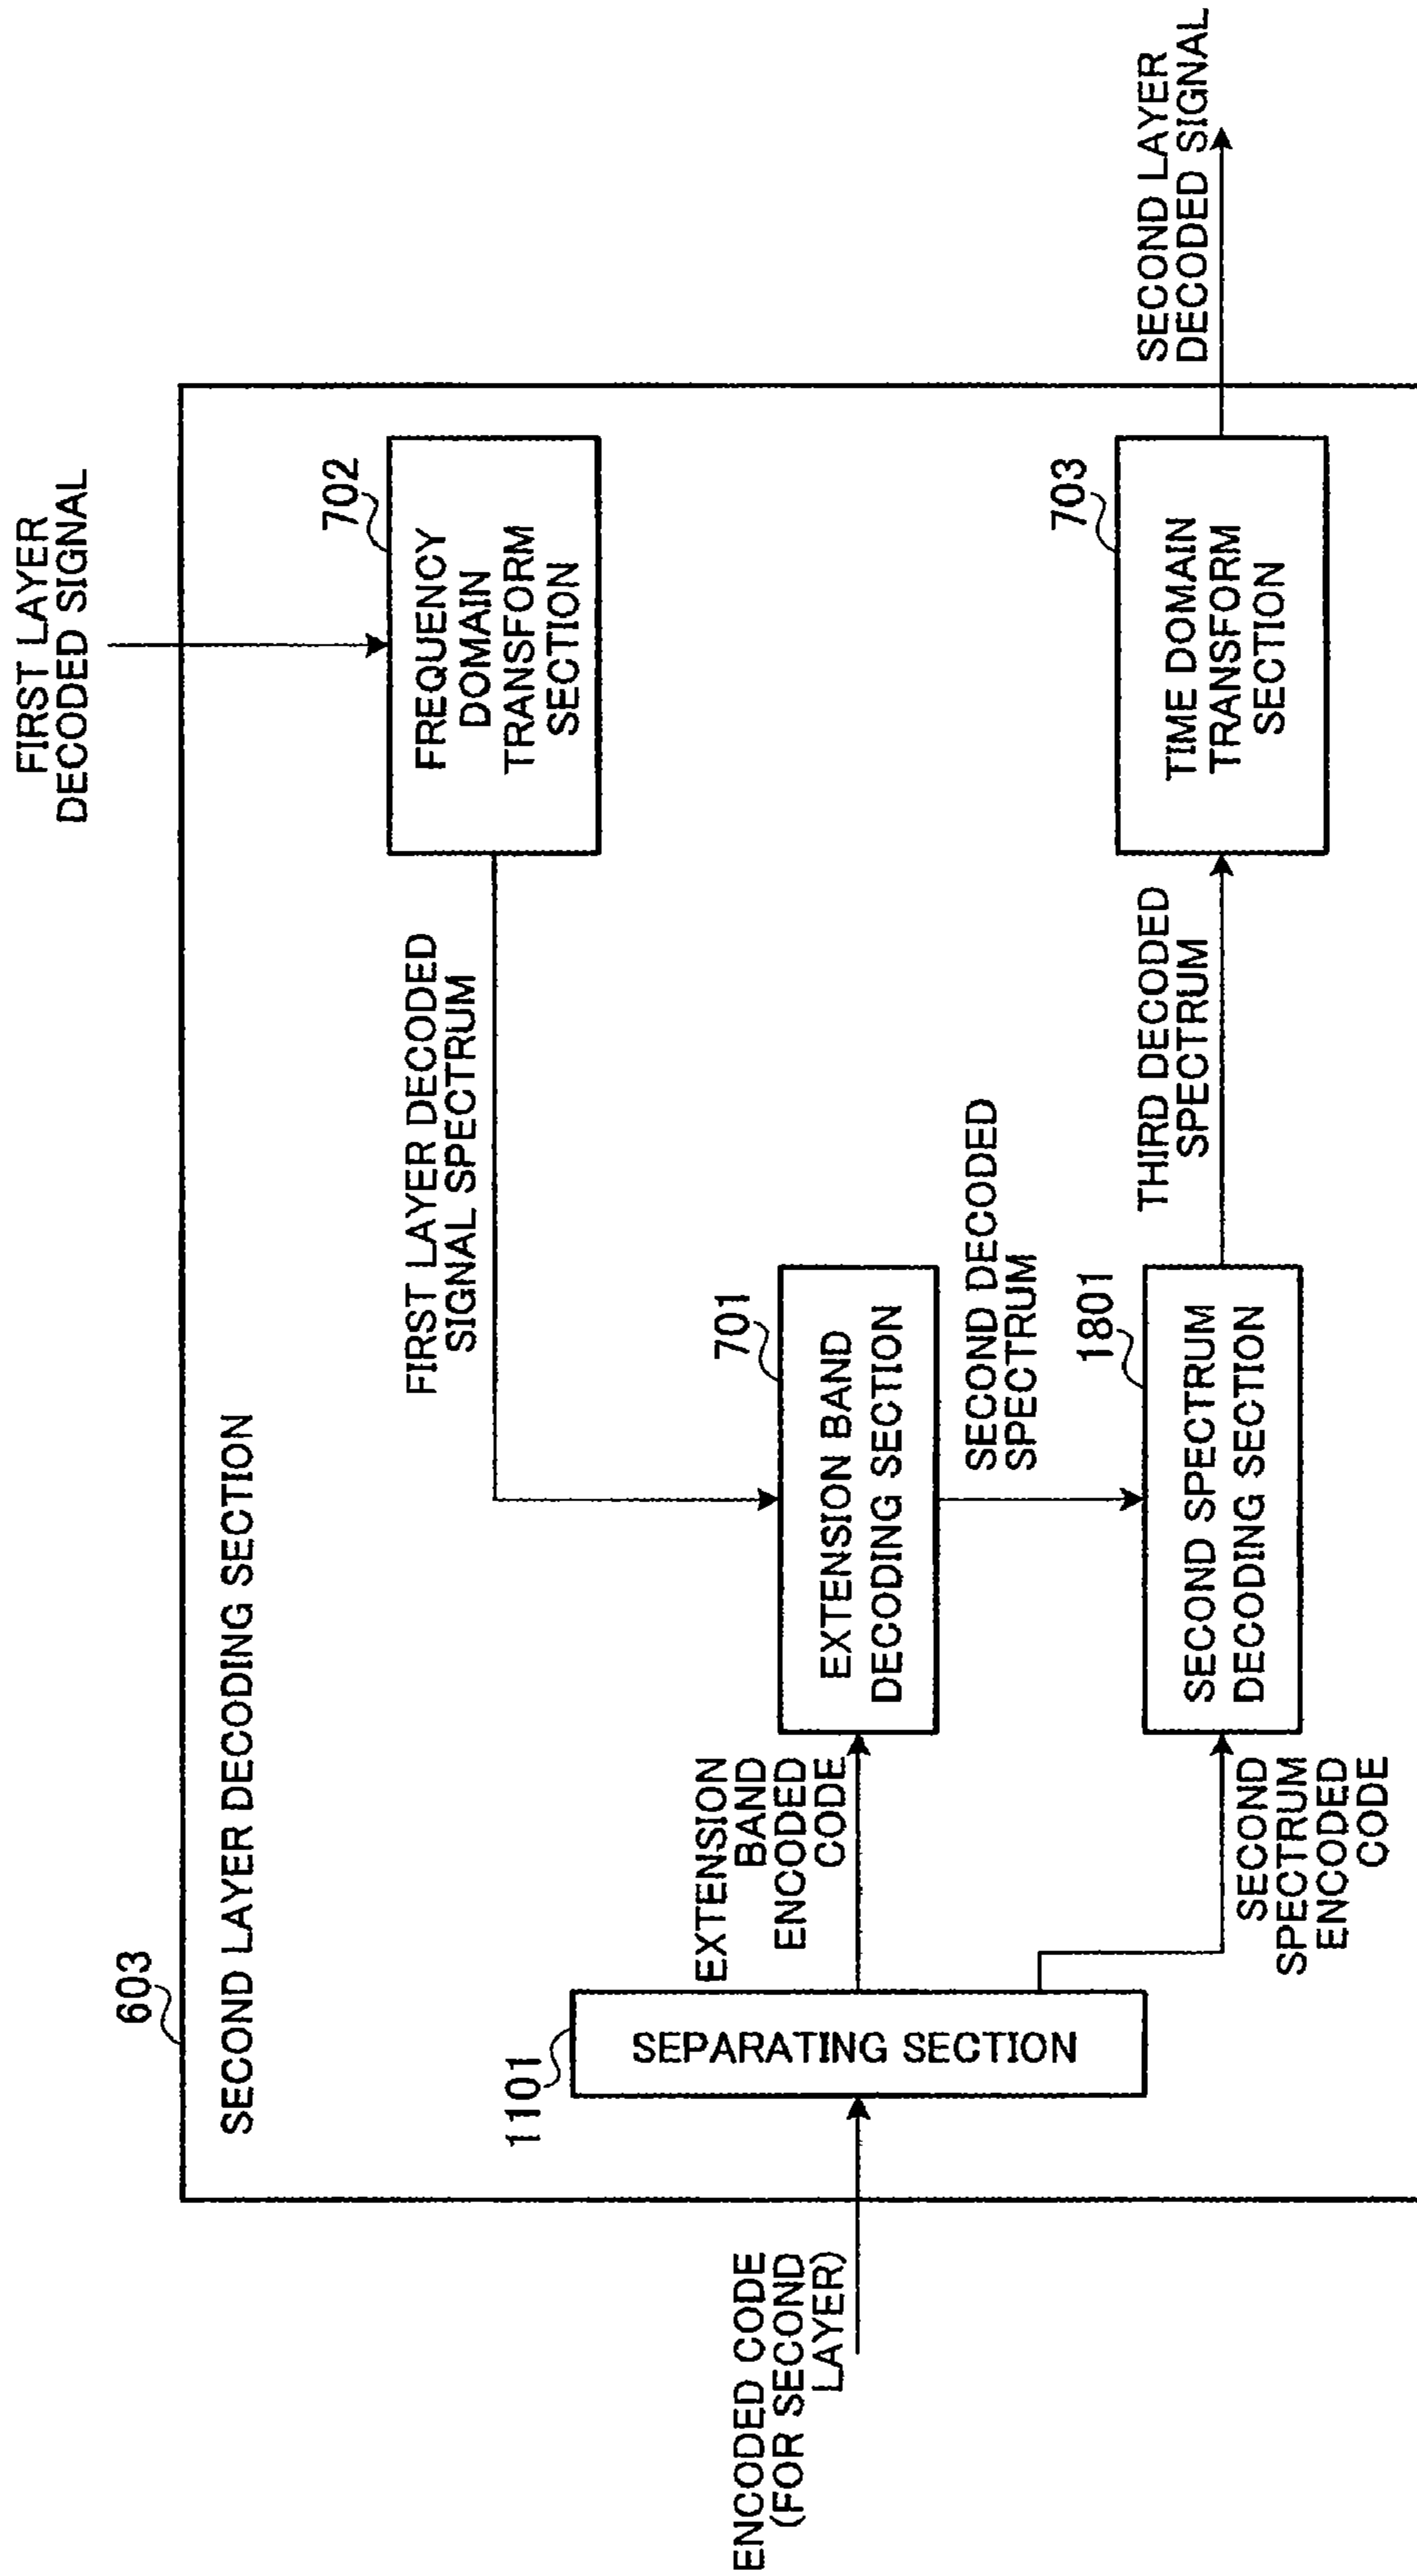 603
SECOND LAYER DECODING SECTION
FIRST LAYER
DECODED SIGNAL
702
FREQUENCY
DOMAIN
TRANSFORM
SECTION
FIRST LAYER DECODED
SIGNAL SPECTRUM
ENCODED CODE
(FOR SECOND
LAYER)
1101
SEPARATING SECTION
EXTENSION
BAND
ENCODED
CODE
701
EXTENSION BAND
DECODING SECTION
SECOND DECODED
SPECTRUM
SECOND
SPECTRUM
ENCODED
CODE
1801
SECOND SPECTRUM
DECODING SECTION
THIRD DECODED
SPECTRUM
703
TIME DOMAIN
TRANSFORM
SECTION
SECOND LAYER
DECODED SIGNAL